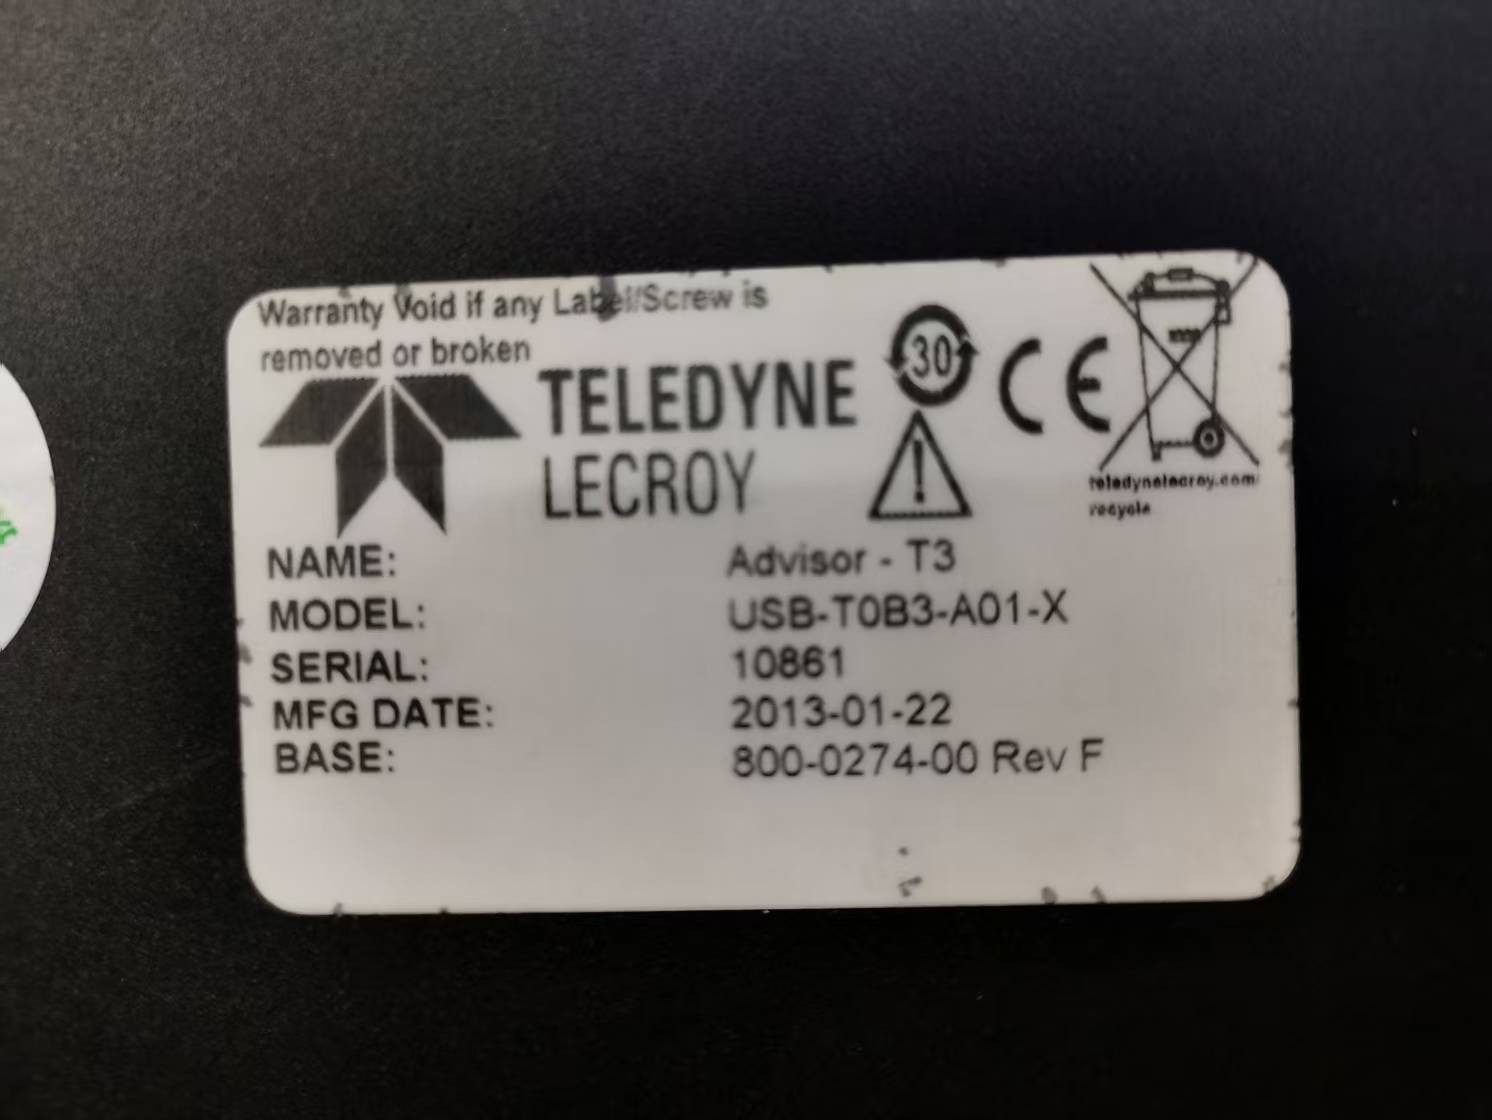 Warranty Void if any Label/Screw is
removed or broken
TELEDYNE
LECROY
30
CE
teledynelecroy.com/
recycle
NAME: Advisor - T3
MODEL: USB-T0B3-A01-X
SERIAL: 10861
MFG DATE: 2013-01-22
BASE: 800-0274-00 Rev F